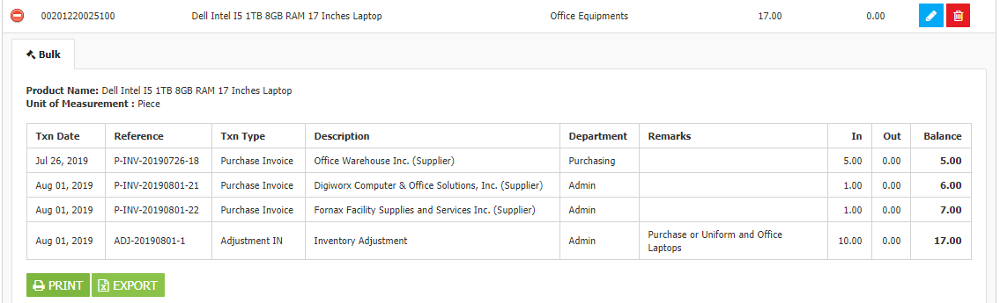 00201220025100 Dell Intel I5 1TB 8GB RAM 17 Inches Laptop Office Equipments 17.00 0.00
Bulk
Product Name: Dell Intel I5 1TB 8GB RAM 17 Inches Laptop
Unit of Measurement : Piece
Txn Date Reference Txn Type Description Department Remarks In Out Balance
Jul 26, 2019 P-INV-20190726-18 Purchase Invoice Office Warehouse Inc. (Supplier) Purchasing 5.00 0.00 5.00
Aug 01, 2019 P-INV-20190801-21 Purchase Invoice Digiworx Computer & Office Solutions, Inc. (Supplier) Admin 1.00 0.00 6.00
Aug 01, 2019 P-INV-20190801-22 Purchase Invoice Fornax Facility Supplies and Services Inc. (Supplier) Admin 1.00 0.00 7.00
Aug 01, 2019 ADJ-20190801-1 Adjustment IN Inventory Adjustment Admin Purchase or Uniform and Office Laptops 10.00 0.00 17.00
PRINT EXPORT